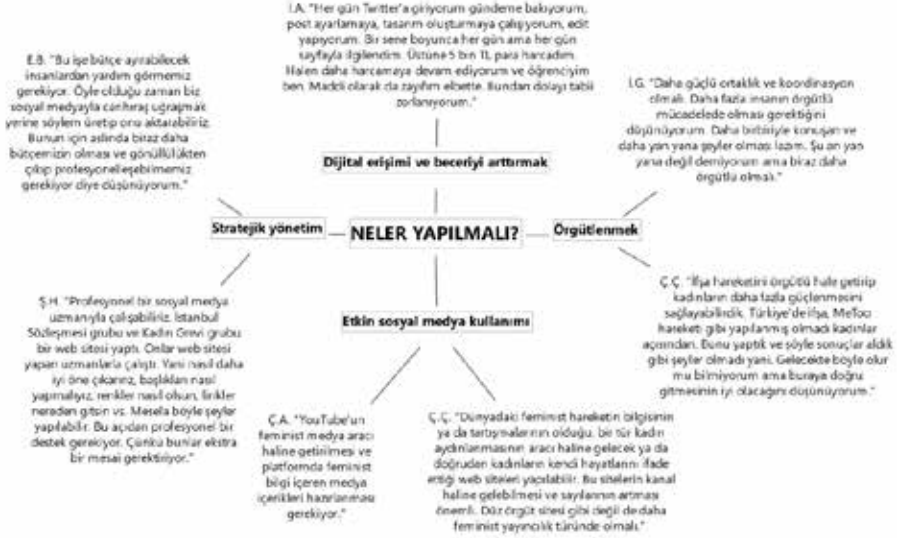 İ.A. "Her gün Twitter'a giriyorum gündeme bakıyorum,
post ayarlamaya, tasarım oluşturmaya çalışıyorum, edit
yapıyorum. Bir sene boyunca her gün ama her gün
sayfayla ilgilendim. Üstüne 5 bin TL para harcadım.
Halen daha harcamaya devam ediyorum ve öğrenciyim
ben. Maddi olarak da zayıfım elbette. Bundan dolayı tabii
zorlanıyorum."
E.B. "Bu işe bütçe ayırabilecek
insanlardan yardım görmemiz
gerekiyor. Öyle olduğu zaman biz
sosyal medyayla canhıraş uğraşmak
yerine söylem üretip onu aktarabiliriz.
Bunun için aslında biraz daha
bütçemizin olması ve gönüllülükten
çıkıp profesyonelleşebilmemiz
gerekiyor diye düşünüyorum."
İ.G. "Daha güçlü ortaklık ve koordinasyon
olmalı. Daha fazla insanın örgütlü
mücadelede olması gerektiğini
düşünüyorum. Daha birbiriyle konuşan ve
daha yan yana şeyler olması lazım. Şu an yan
yana değil demiyorum ama biraz daha
örgütlü olmalı."
Dijital erişimi ve beceriyi arttırmak
Stratejik yönetim
NELER YAPILMALI?
Örgütlenmek
Etkin sosyal medya kullanımı
Ş.H. "Profesyonel bir sosyal medya
uzmanıyla çalışabiliriz. İstanbul
Sözleşmesi grubu ve Kadın Grevi grubu
bir web sitesi yaptı. Onlar web sitesi
yapan uzmanlarla çalıştı. Yani nasıl daha
iyi öne çıkarırız, başlıkları nasıl
yapmalıyız, renkler nasıl olsun, linkler
nereden gitsin vs. Mesela böyle şeyler
yapılabilir. Bu açıdan profesyonel bir
destek gerekiyor. Çünkü bunlar ekstra
bir mesai gerektiriyor."
Ç.A. "YouTube'un
feminist medya aracı
haline getirilmesi ve
platformda feminist
bilgi içeren medya
içerikleri hazırlanması
gerekiyor."
Ç.Ç. "Dünyadaki feminist hareketin bilgisinin
ya da tartışmalarının olduğu, bir tür kadın
aydınlanmasının aracı haline gelecek ya da
doğrudan kadınların kendi hayatlarını ifade
ettiği web siteleri yapılabilir. Bu sitelerin kanal
haline gelebilmesi ve sayılarının artması
önemli. Düz örgüt sitesi gibi değil de daha
feminist yayıncılık türünde olmalı."
Ç.Ç. "İfşa hareketini örgütlü hale getirip
kadınların daha fazla güçlenmesini
sağlayabilirdik. Türkiye'de ifşa, MeToo
hareketi gibi yapılanmış olmadı kadınlar
açısından. Bunu yaptık ve şöyle sonuçlar aldık
gibi şeyler olmadı yani. Gelecekte böyle olur
mu bilmiyorum ama buraya doğru
gitmesinin iyi olacağını düşünüyorum."